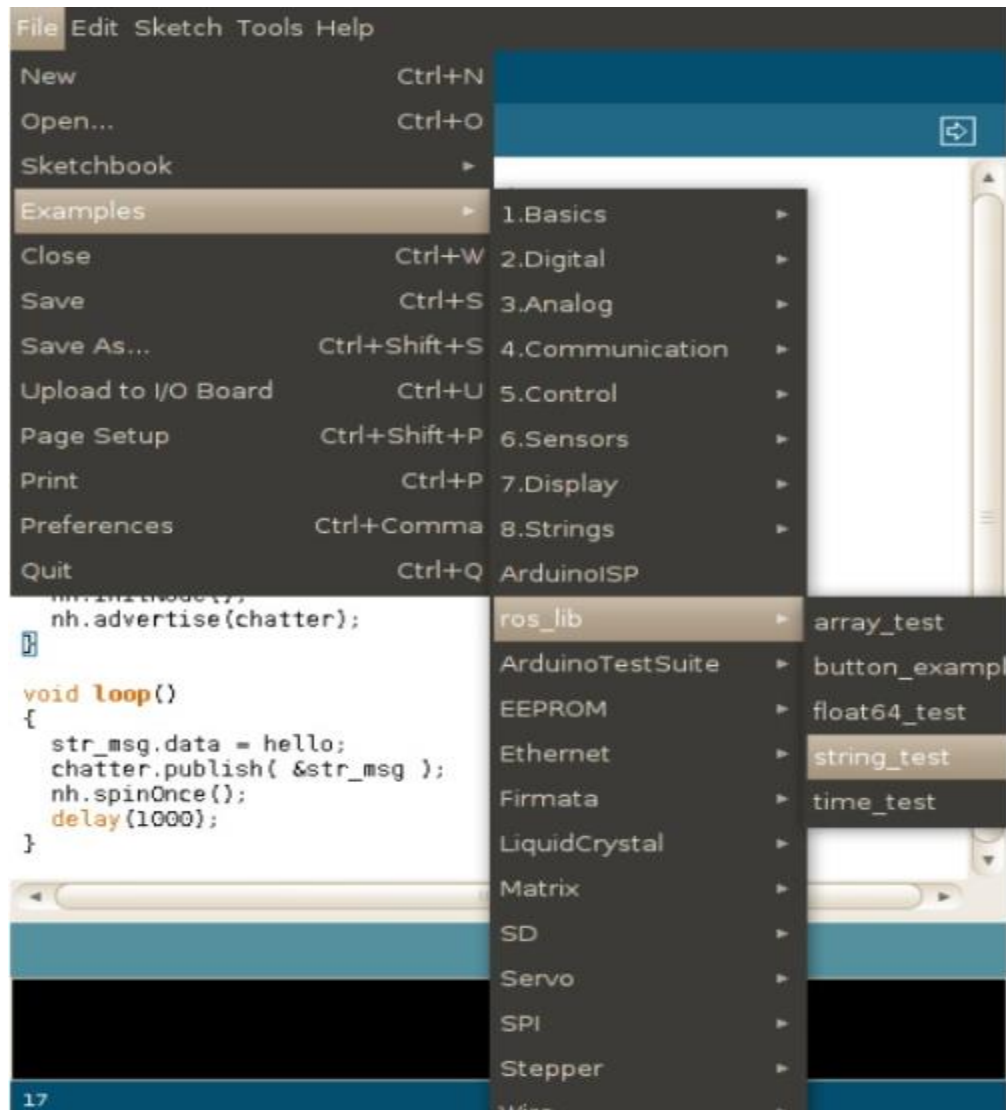 File Edit Sketch Tools Help
New Ctrl+N
Open... Ctrl+O
Sketchbook
Examples
Close Ctrl+W
Save Ctrl+S
Save As... Ctrl+Shift+S
Upload to I/O Board Ctrl+U
Page Setup Ctrl+Shift+P
Print Ctrl+P
Preferences Ctrl+Comma
Quit Ctrl+Q
1.Basics
2.Digital
3.Analog
4.Communication
5.Control
6.Sensors
7.Display
8.Strings
ArduinoISP
ros_lib
ArduinoTestSuite
EEPROM
Ethernet
Firmata
LiquidCrystal
Matrix
SD
Servo
SPI
Stepper
array_test
button_exampl
float64_test
string_test
time_test
nh.advertise(chatter);
}
void loop()
{
str_msg.data = hello;
chatter.publish( &str_msg );
nh.spinOnce();
delay(1000);
}
17